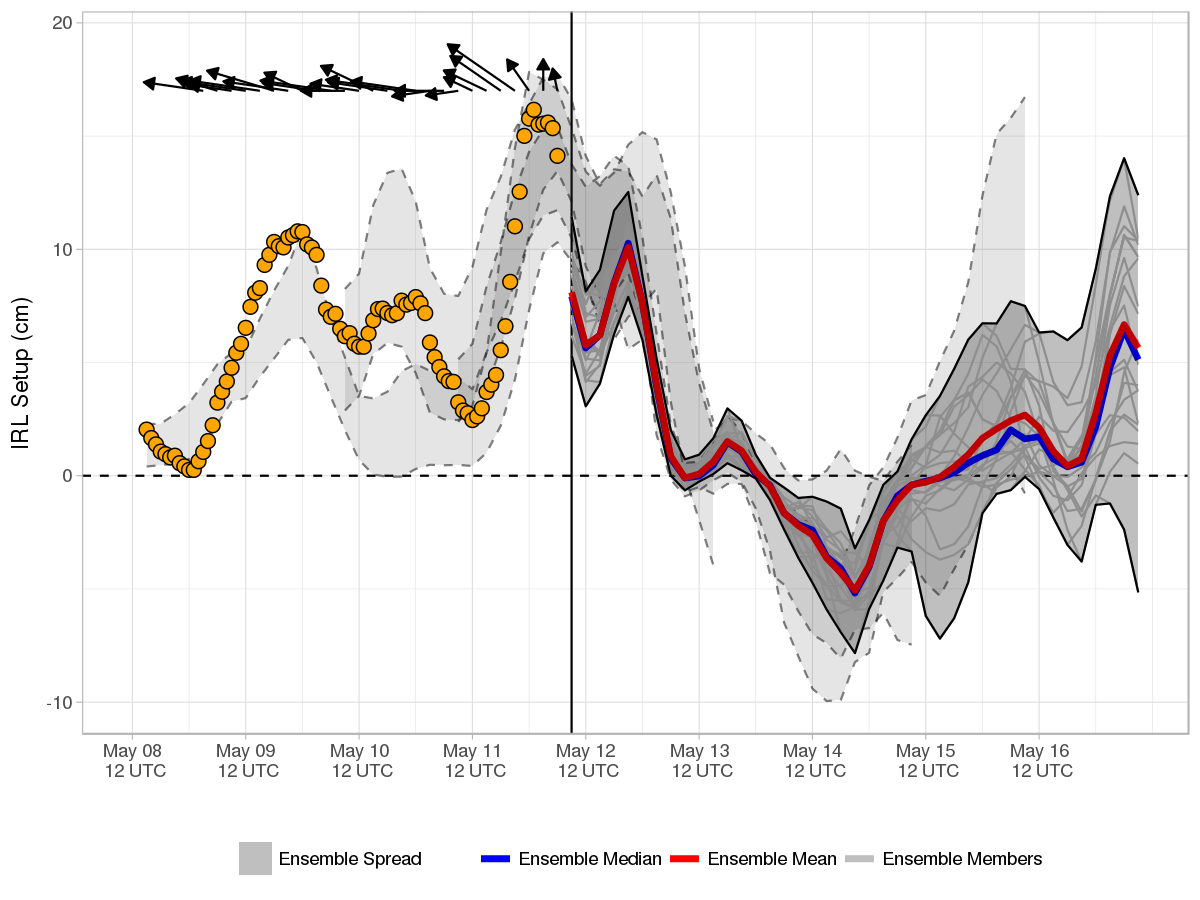 IRL Setup (cm)
20
10
0
-10
May 08 May 09 May 10 May 11 May 12 May 13 May 14 May 15 May 16
12 UTC 12 UTC 12 UTC 12 UTC 12 UTC 12 UTC 12 UTC 12 UTC 12 UTC
Ensemble Spread Ensemble Median Ensemble Mean Ensemble Members